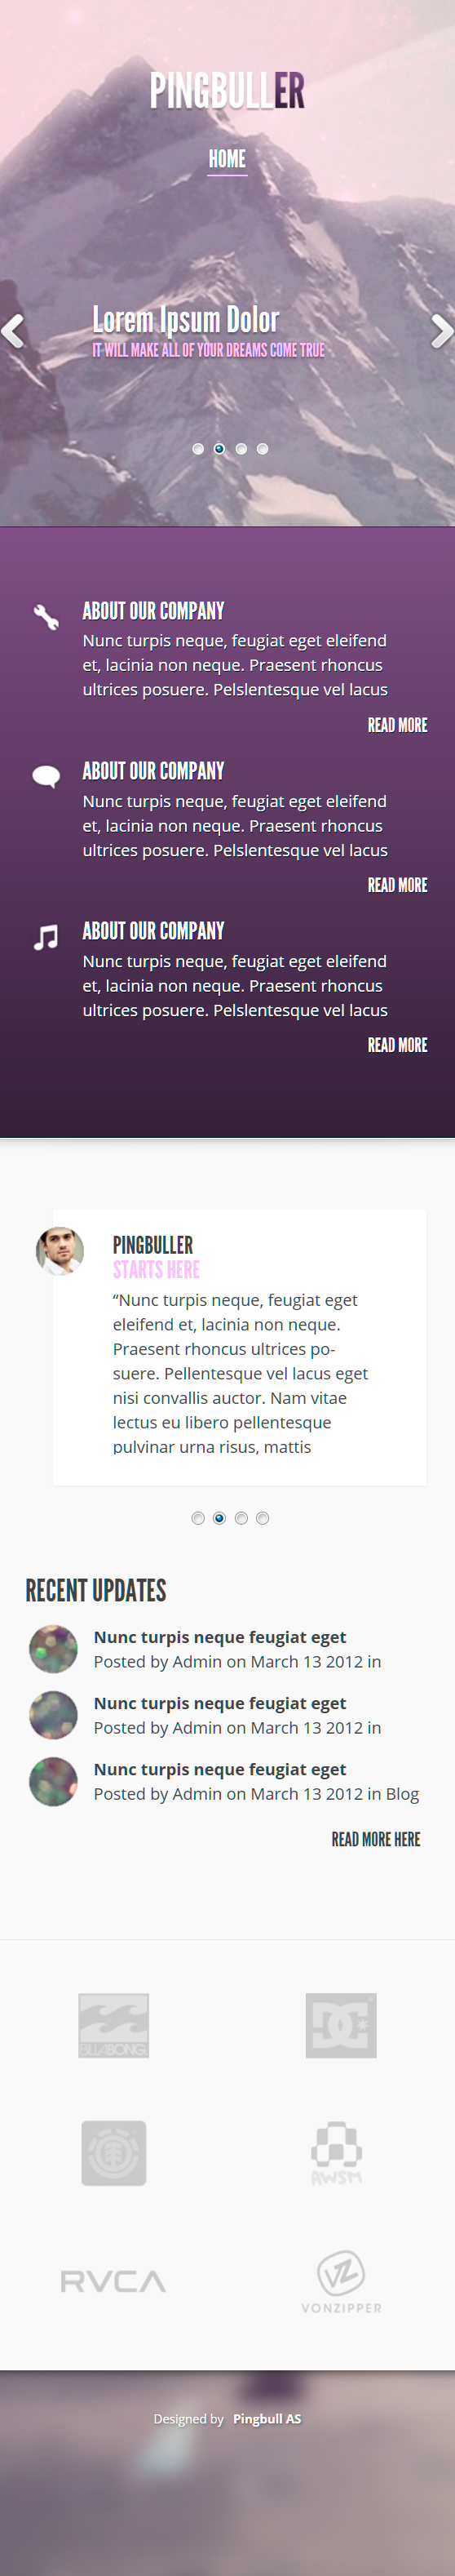 PINGBULLER
HOME
Lorem Ipsum Dolor
IT WILL MAKE ALL OF YOUR DREAMS COME TRUE
ABOUT OUR COMPANY
Nunc turpis neque, feugiat eget eleifend
et, lacinia non neque. Praesent rhoncus
ultrices posuere. Pelslentesque vel lacus
READ MORE
ABOUT OUR COMPANY
Nunc turpis neque, feugiat eget eleifend
et, lacinia non neque. Praesent rhoncus
ultrices posuere. Pelslentesque vel lacus
READ MORE
ABOUT OUR COMPANY
Nunc turpis neque, feugiat eget eleifend
et, lacinia non neque. Praesent rhoncus
ultrices posuere. Pelslentesque vel lacus
READ MORE
PINGBULLER
STARTS HERE
“Nunc turpis neque, feugiat eget
eleifend et, lacinia non neque.
Praesent rhoncus ultrices po-
suere. Pellentesque vel lacus eget
nisi convallis auctor. Nam vitae
lectus eu libero pellentesque
pulvinar urna risus, mattis
RECENT UPDATES
Nunc turpis neque feugiat eget
Posted by Admin on March 13 2012 in
Nunc turpis neque feugiat eget
Posted by Admin on March 13 2012 in
Nunc turpis neque feugiat eget
Posted by Admin on March 13 2012 in Blog
READ MORE HERE
BILLABONG
DC
AWSM
RVCA
VZ
VONZIPPER
Designed by Pingbull AS